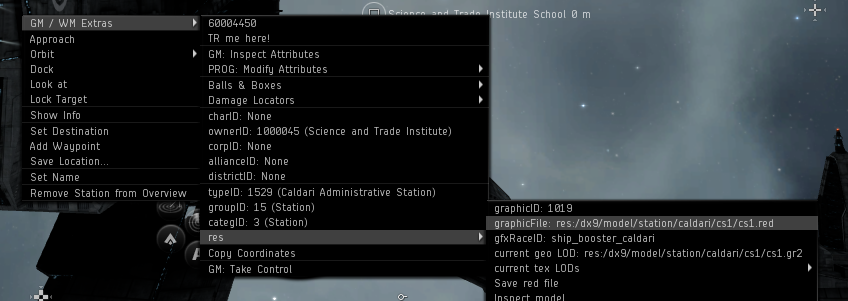 Science and Trade Institute School 0 m
GM / WM Extras
Approach
Orbit
Dock
Look at
Lock Target
Show Info
Set Destination
Add Waypoint
Save Location...
Set Name
Remove Station from Overview
60004450
TR me here!
GM: Inspect Attributes
PROG: Modify Attributes
Balls & Boxes
Damage Locators
charID: None
ownerID: 1000045 (Science and Trade Institute)
corpID: None
allianceID: None
districtID: None
typeID: 1529 (Caldari Administrative Station)
groupID: 15 (Station)
categID: 3 (Station)
res
Copy Coordinates
GM: Take Control
graphicID: 1019
graphicFile: res:/dx9/model/station/caldari/cs1/cs1.red
gfxRaceID: ship_booster_caldari
current geo LOD: res:/dx9/model/station/caldari/cs1/cs1.gr2
current tex LODs
Save red file
Inspect model